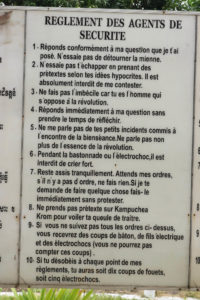 REGLEMENT DES AGENTS DE
SECURITE
1 - Réponds conformément à ma question que je t'ai
posé. N'essaie pas de détourner la mienne.
2 - N'essaie pas t'échapper en prenant des
prétextes selon tes idées hypocrites. Il est
absolument interdit de me contester.
3 - Ne fais pas l'imbécile car tu es l'homme qui
s'oppose à la révolution.
4 - Réponds immédiatement à ma question sans
prendre le temps de réfléchir.
5 - Ne me parle pas de tes petits incidents commis à
l'encontre de la bienséance. Ne parle pas non
plus de l'essence de la révolution.
6 - Pendant la bastonnade ou l'électrochoc, il est
interdit de crier fort.
7 - Reste assis tranquillement. Attends mes ordres,
s'il n'y a pas d'ordre, ne fais rien. Si je te
demande de faire quelque chose fais-le
immédiatement sans protester.
8 - Ne prends pas prétexte sur Kampuchea
Krom pour voiler ta gueule de traître.
9 - Si vous ne suivez pas tous les ordres ci-dessus,
vous recevrez des coups de bâton, de fils électrique
et des électrochocs (vous ne pourrez pas
compter ces coups).
10 - Si tu désobéis à chaque point de mes
règlements, tu auras soit dix coups de fouets,
soit cinq électrochocs.